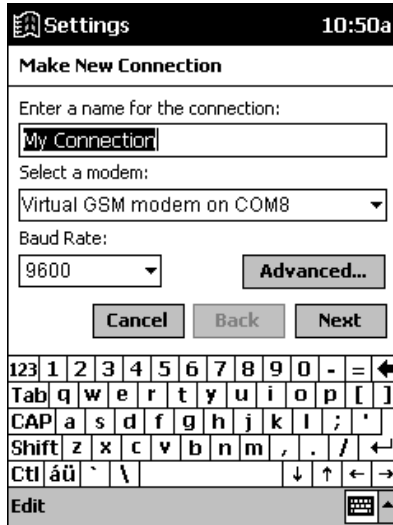 Settings 10:50a
Make New Connection
Enter a name for the connection:
My Connection
Select a modem:
Virtual GSM modem on COM8
Baud Rate:
9600 Advanced...
Cancel Back Next
123 1 2 3 4 5 6 7 8 9 0 - =
Tab q w e r t y u i o p [ ]
CAP a s d f g h j k l ; '
Shift z x c v b n m , . /
Ctl áü ` \ ↓ ↑ ← →
Edit